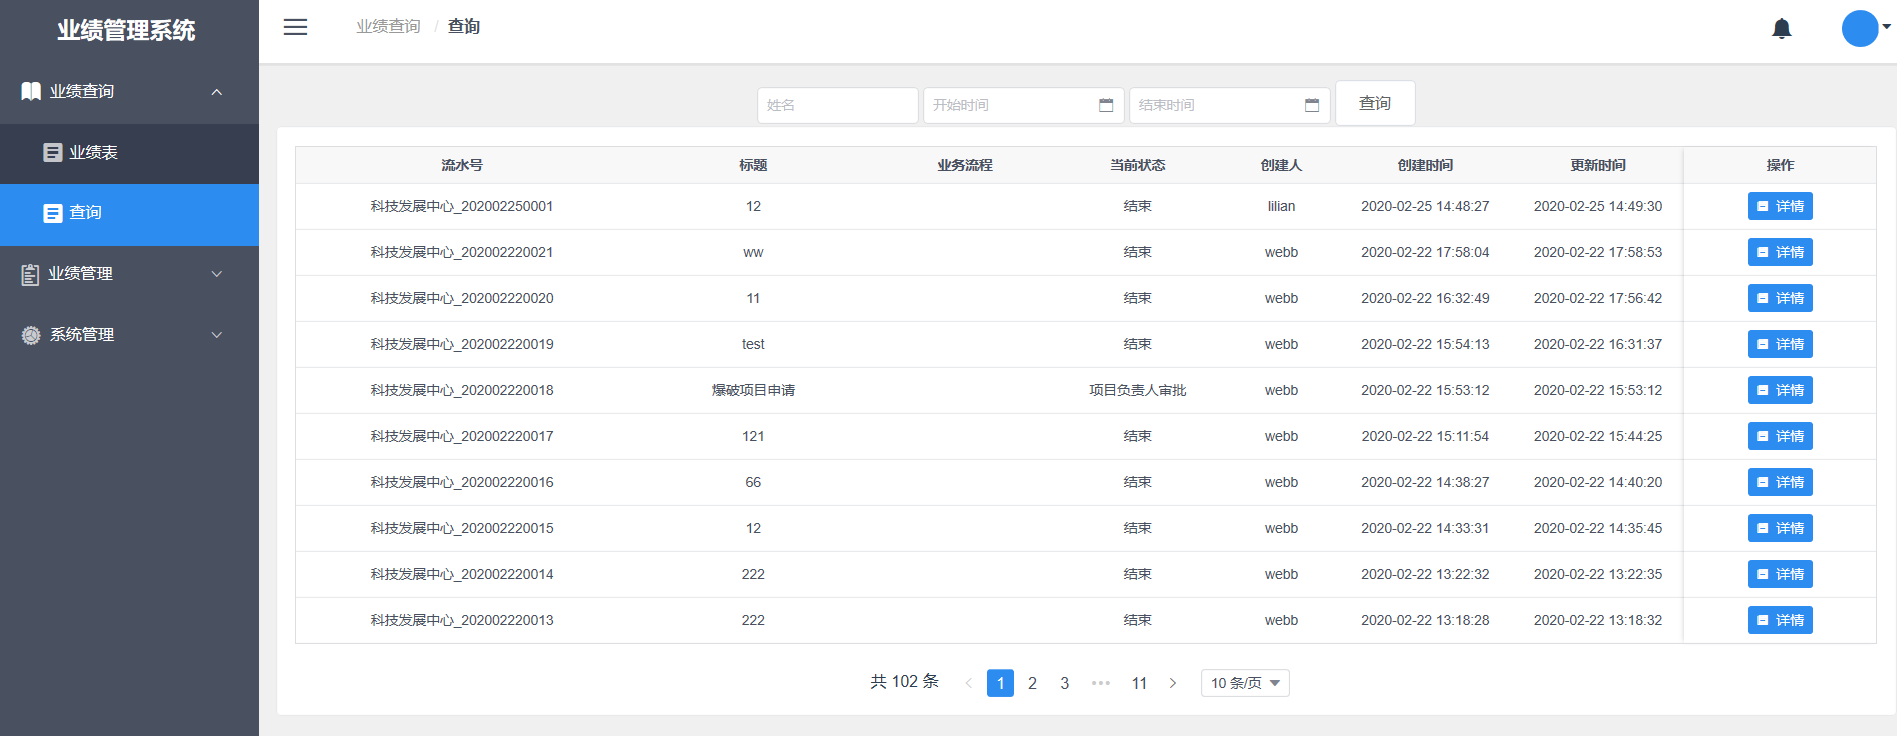 业绩管理系统
业绩查询
业绩表
查询
业绩管理
系统管理
业绩查询 / 查询
姓名 开始时间 结束时间 查询
流水号 标题 业务流程 当前状态 创建人 创建时间 更新时间 操作
科技发展中心_202002250001 12 结束 lilian 2020-02-25 14:48:27 2020-02-25 14:49:30 详情
科技发展中心_202002220021 ww 结束 webb 2020-02-22 17:58:04 2020-02-22 17:58:53 详情
科技发展中心_202002220020 11 结束 webb 2020-02-22 16:32:49 2020-02-22 17:56:42 详情
科技发展中心_202002220019 test 结束 webb 2020-02-22 15:54:13 2020-02-22 16:31:37 详情
科技发展中心_202002220018 爆破项目申请 项目负责人审批 webb 2020-02-22 15:53:12 2020-02-22 15:53:12 详情
科技发展中心_202002220017 121 结束 webb 2020-02-22 15:11:54 2020-02-22 15:44:25 详情
科技发展中心_202002220016 66 结束 webb 2020-02-22 14:38:27 2020-02-22 14:40:20 详情
科技发展中心_202002220015 12 结束 webb 2020-02-22 14:33:31 2020-02-22 14:35:45 详情
科技发展中心_202002220014 222 结束 webb 2020-02-22 13:22:32 2020-02-22 13:22:35 详情
科技发展中心_202002220013 222 结束 webb 2020-02-22 13:18:28 2020-02-22 13:18:32 详情
共 102 条 < 1 2 3 ••• 11 > 10 条/页